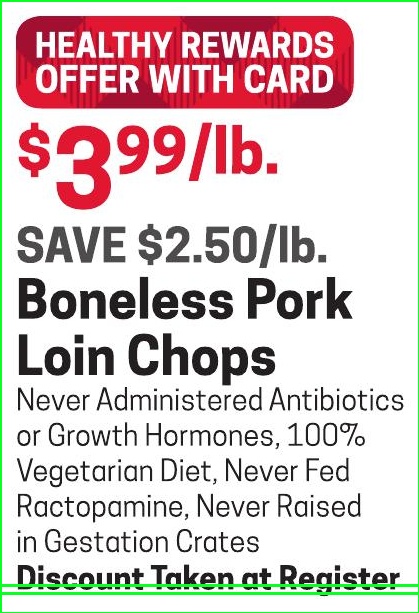 HEALTHY REWARDS
OFFER WITH CARD
$3.99/lb.
SAVE $2.50/lb.
Boneless Pork
Loin Chops
Never Administered Antibiotics
or Growth Hormones, 100%
Vegetarian Diet, Never Fed
Ractopamine, Never Raised
in Gestation Crates
Discount Taken at Register